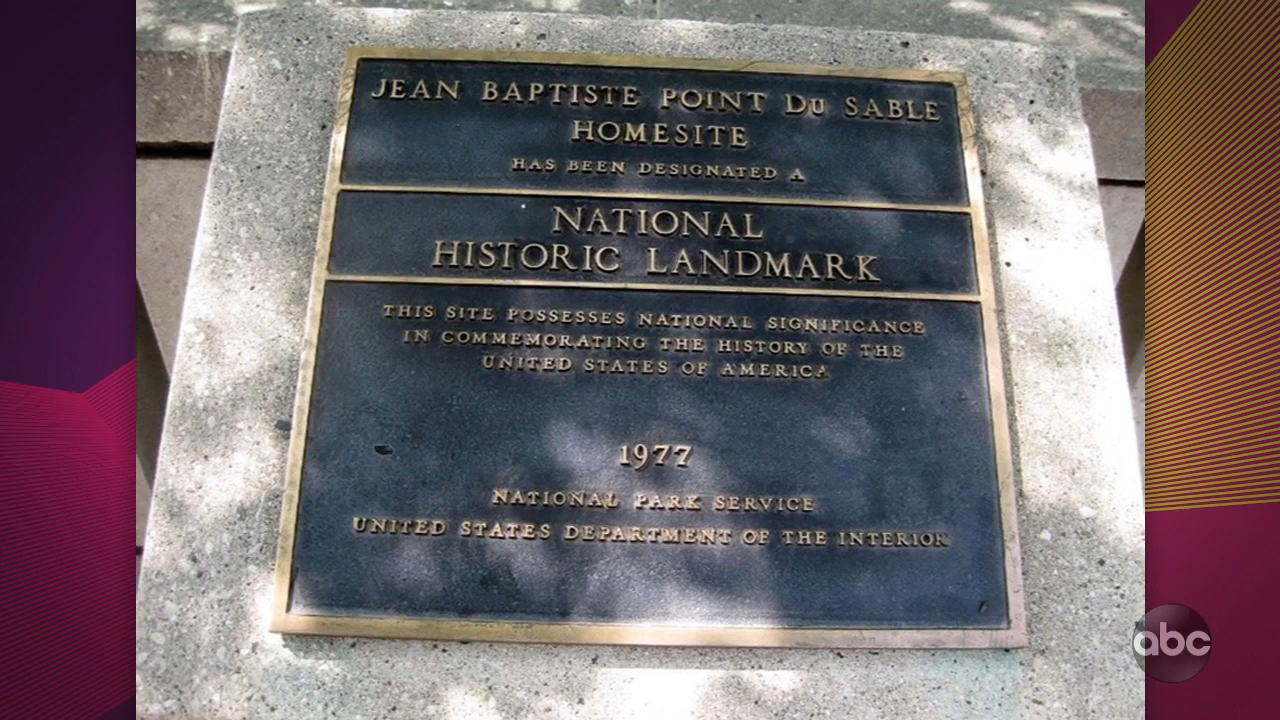 JEAN BAPTISTE POINT DU SABLE
HOMESITE
HAS BEEN DESIGNATED A
NATIONAL
HISTORIC LANDMARK
THIS SITE POSSESSES NATIONAL SIGNIFICANCE
IN COMMEMORATING THE HISTORY OF THE
UNITED STATES OF AMERICA
1977
NATIONAL PARK SERVICE
UNITED STATES DEPARTMENT OF THE INTERIOR
abc